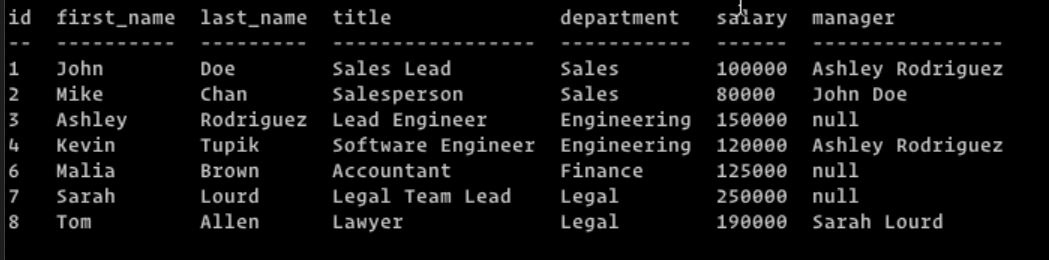 id  first_name  last_name  title              department   salary  manager
--  ----------  ---------  -----------------  -----------  ------  ----------------
1   John        Doe        Sales Lead         Sales        100000  Ashley Rodriguez
2   Mike        Chan       Salesperson        Sales        80000   John Doe
3   Ashley      Rodriguez  Lead Engineer      Engineering  150000  null
4   Kevin       Tupik      Software Engineer  Engineering  120000  Ashley Rodriguez
6   Malia       Brown      Accountant         Finance      125000  null
7   Sarah       Lourd      Legal Team Lead    Legal        250000  null
8   Tom         Allen      Lawyer             Legal        190000  Sarah Lourd